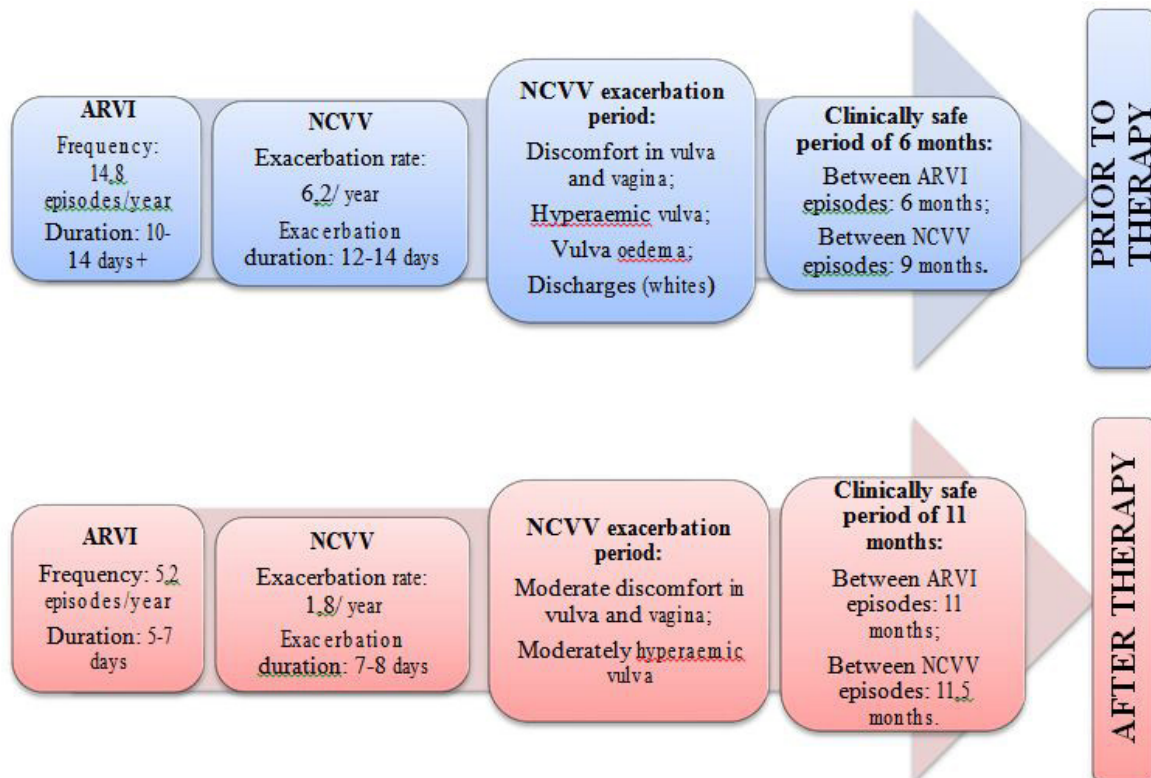 ARVI
Frequency:
14,8
episodes/year
Duration: 10-
14 days+
NCVV
Exacerbation rate:
6,2/ year
Exacerbation
duration: 12-14 days
NCVV exacerbation
period:
Discomfort in vulva
and vagina;
Hyperaemic vulva;
Vulva oedema;
Discharges (whites)
Clinically safe
period of 6 months:
Between ARVI
episodes: 6 months;
Between NCVV
episodes: 9 months.
PRIOR TO
THERAPY
ARVI
Frequency: 5,2
episodes/year
Duration: 5-7
days
NCVV
Exacerbation rate:
1,8/ year
Exacerbation
duration: 7-8 days
NCVV exacerbation
period:
Moderate discomfort in
vulva and vagina;
Moderately hyperaemic
vulva
Clinically safe
period of 11
months:
Between ARVI
episodes: 11
months;
Between NCVV
episodes: 11,5
months.
AFTER THERAPY